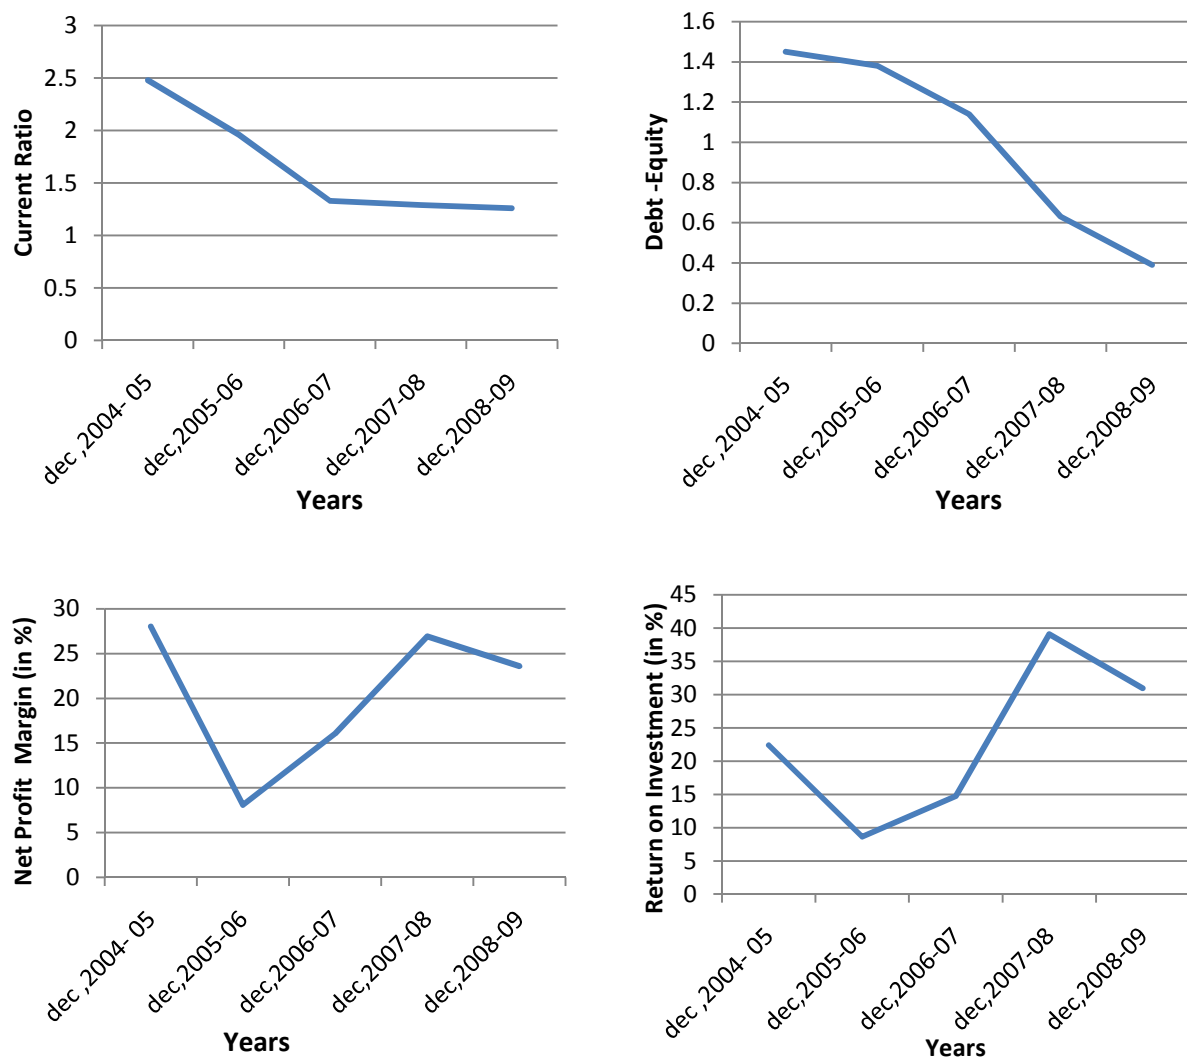 3
2.5
2
1.5
1
0.5
0
Current Ratio
dec ,2004- 05
dec,2005-06
dec,2006-07
dec,2007-08
dec,2008-09
Years
1.6
1.4
1.2
1
0.8
0.6
0.4
0.2
0
Debt -Equity
dec ,2004- 05
dec,2005-06
dec,2006-07
dec,2007-08
dec,2008-09
Years
30
25
20
15
10
5
0
Net Profit  Margin (in %)
dec ,2004- 05
dec,2005-06
dec,2006-07
dec,2007-08
dec,2008-09
Years
45
40
35
30
25
20
15
10
5
0
Return on Investment (in %)
dec ,2004- 05
dec,2005-06
dec,2006-07
dec,2007-08
dec,2008-09
Years